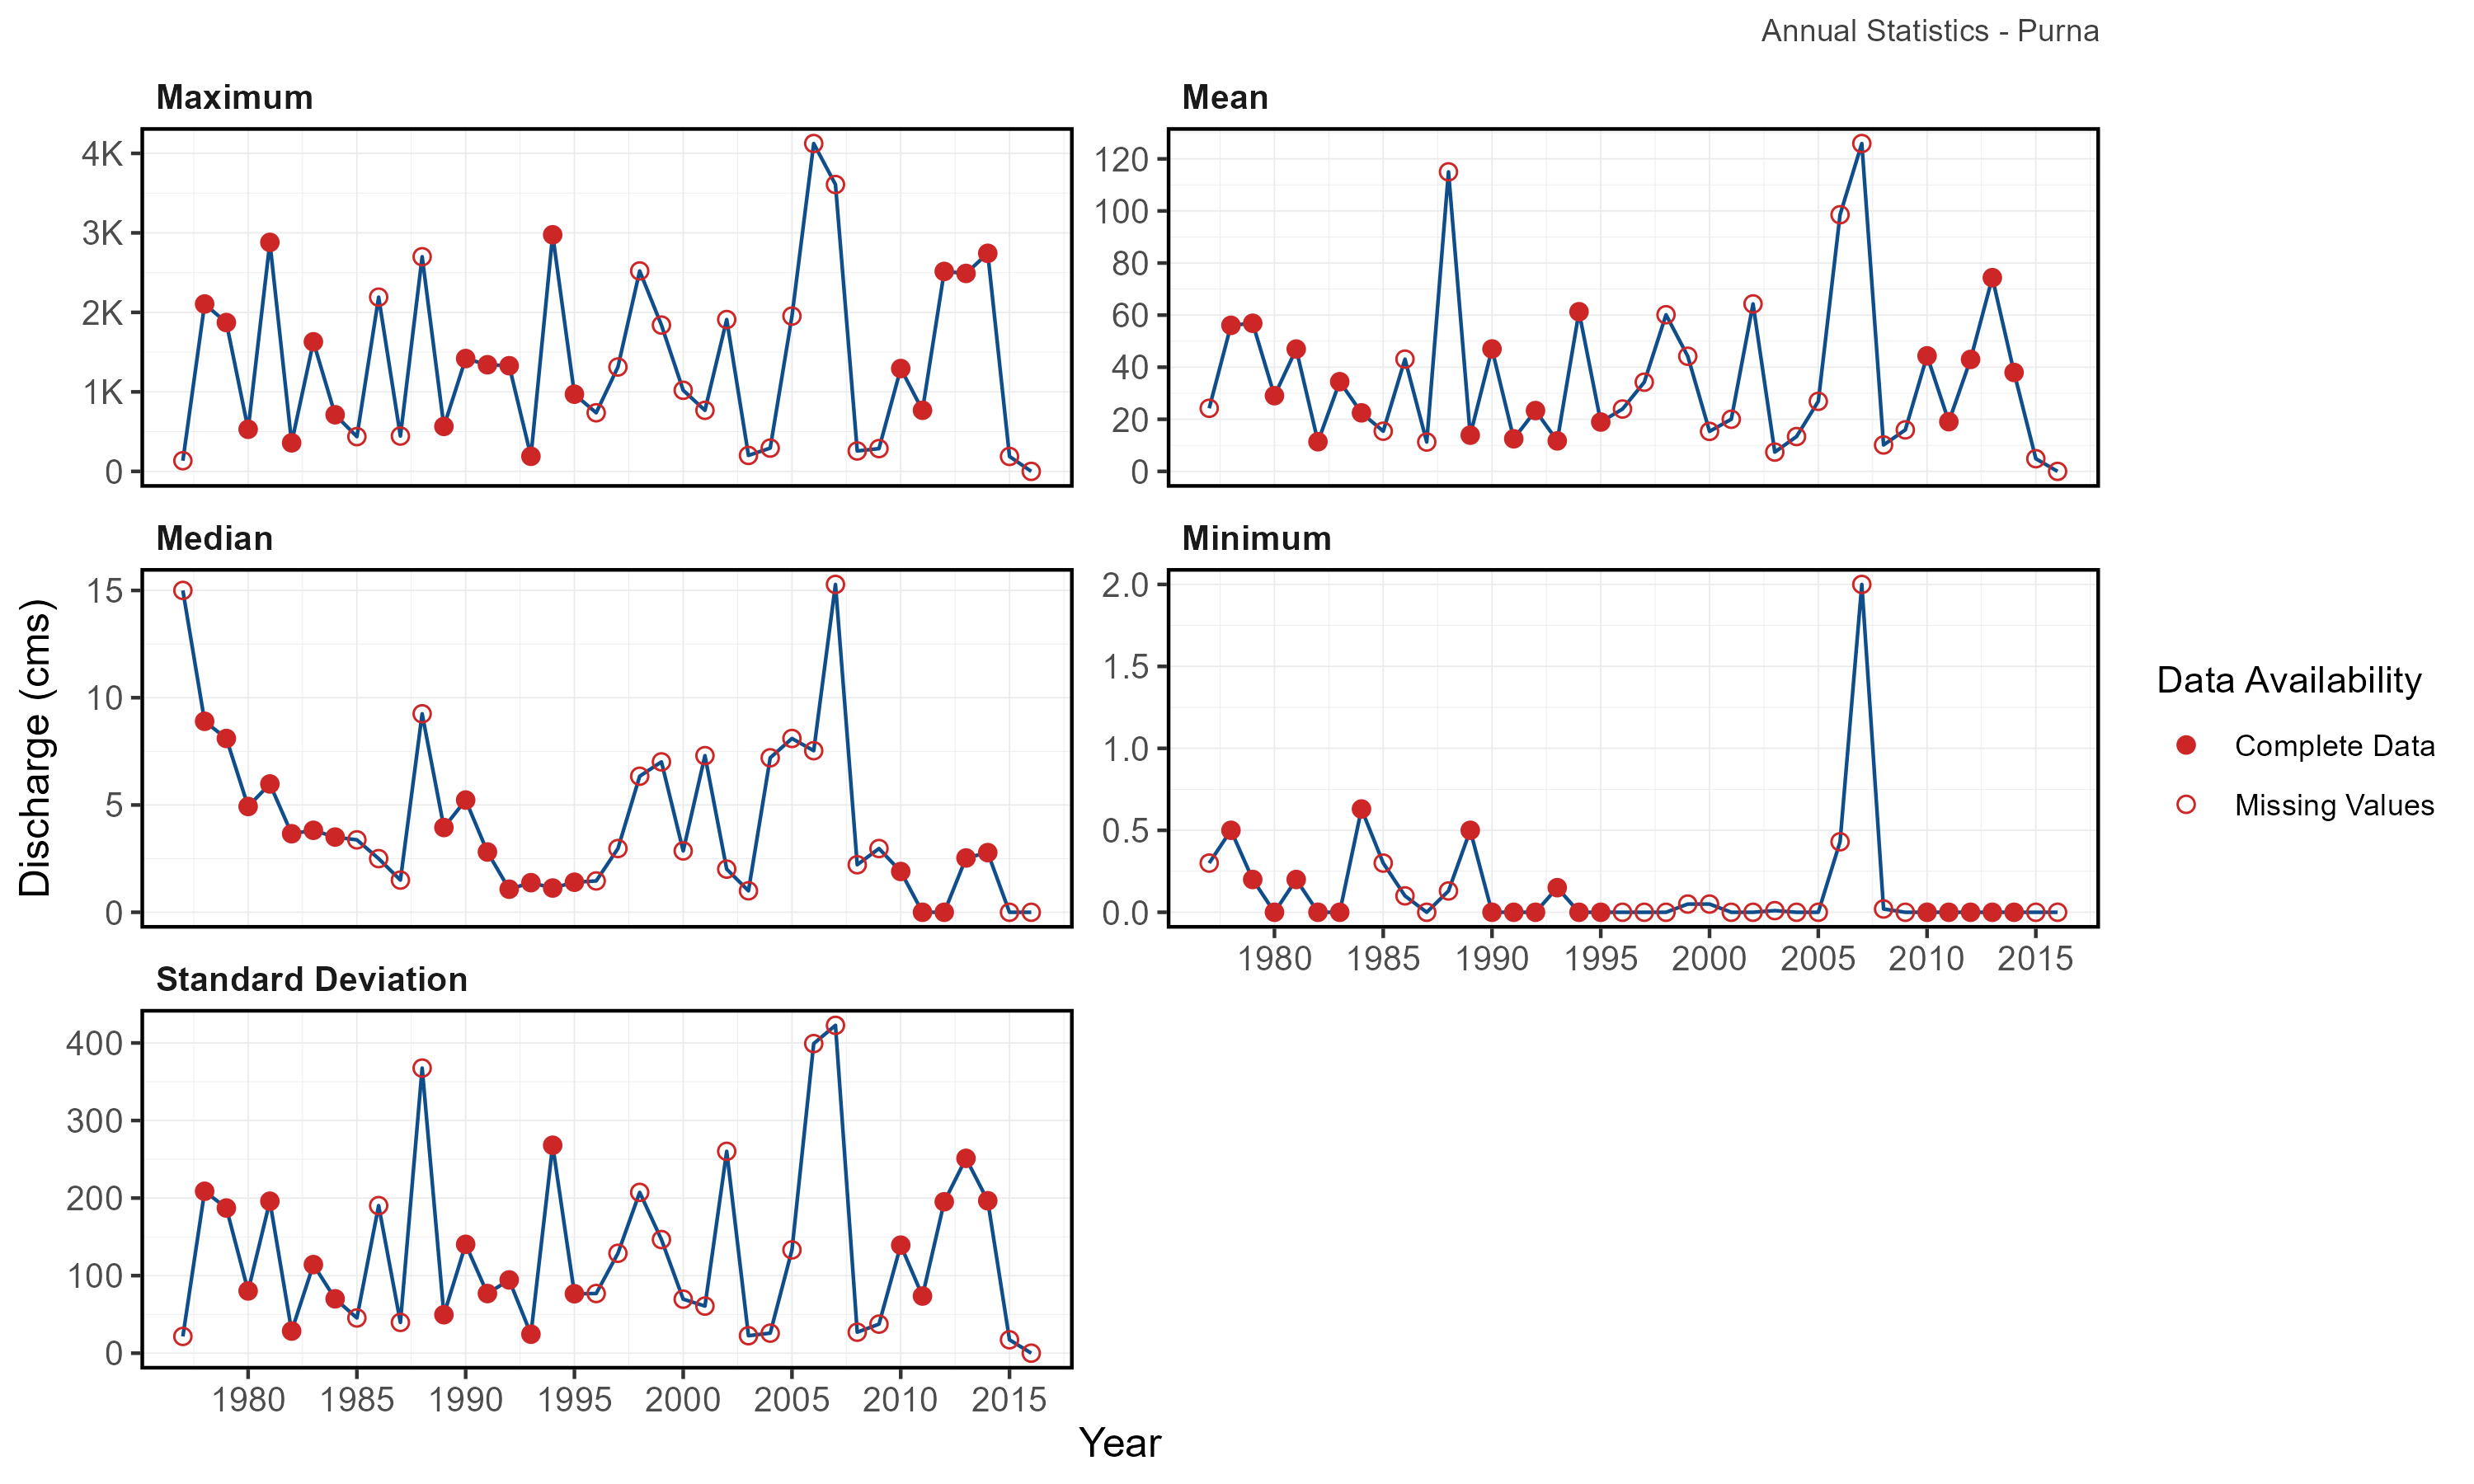 Annual Statistics - Purna
Maximum
Mean
4K
3K
2K
1K
0
120
100
80
60
40
20
0
Median
Minimum
15
10
5
0
2.0
1.5
1.0
0.5
0.0
1980 1985 1990 1995 2000 2005 2010 2015
Standard Deviation
400
300
200
100
0
1980 1985 1990 1995 2000 2005 2010 2015
Year
Discharge (cms)
Data Availability
Complete Data
Missing Values